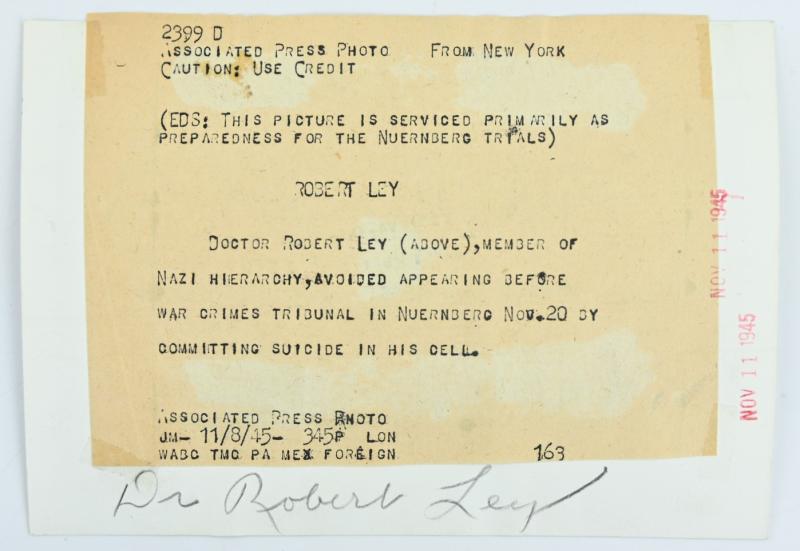 2399 D
ASSOCIATED PRESS PHOTO FROM NEW YORK
CAUTION: USE CREDIT
(EDS: THIS PICTURE IS SERVICED PRIMARILY AS
PREPAREDNESS FOR THE NUERNBERG TRIALS)
ROBERT LEY
DOCTOR ROBERT LEY (ABOVE),MEMBER OF
NAZI HIERARCHY,AVOIDED APPEARING BEFORE
WAR CRIMES TRIBUNAL IN NUERNBERG NOV.20 BY
COMMITTING SUICIDE IN HIS CELL.
ASSOCIATED PRESS PHOTO
JM- 11/8/45- 345P LON
WABC TMC PA MEX FOREIGN 163
Dr Robert Ley
NOV 11 1945
NOV 11 1945